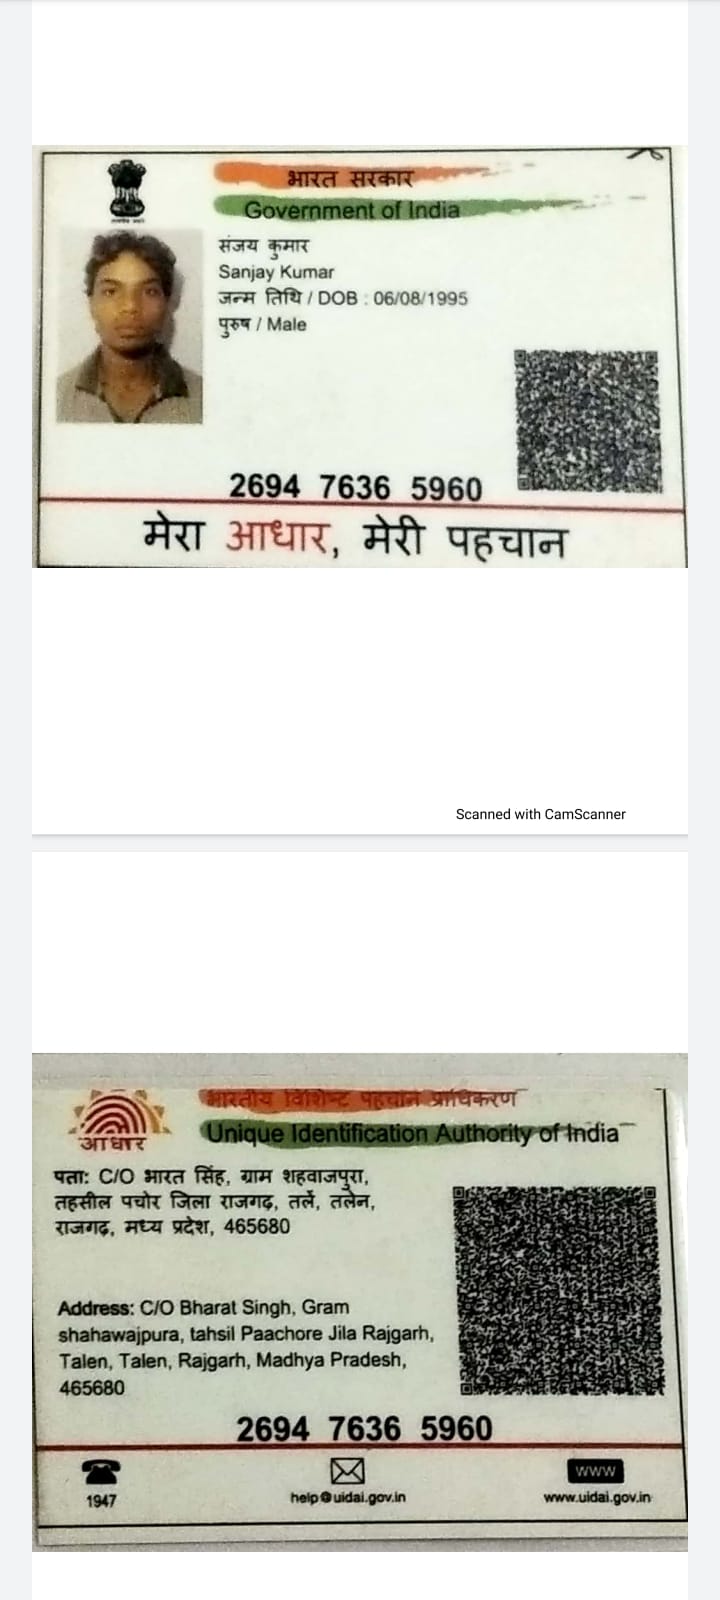 भारत सरकार
Government of India
संजय कुमार
Sanjay Kumar
जन्म तिथि / DOB : 06/08/1995
पुरुष / Male
2694 7636 5960
मेरा आधार, मेरी पहचान
Scanned with CamScanner
भारतीय विशिष्ट पहचान प्राधिकरण
आधार
Unique Identification Authority of India
पता: C/O भारत सिंह, ग्राम शहवाजपुरा,
तहसील पचोर जिला राजगढ़, तलें, तलेन,
राजगढ़, मध्य प्रदेश, 465680
Address: C/O Bharat Singh, Gram
shahawajpura, tahsil Paachore Jila Rajgarh,
Talen, Talen, Rajgarh, Madhya Pradesh,
465680
2694 7636 5960
1947
help@uidai.gov.in
www
www.uidai.gov.in